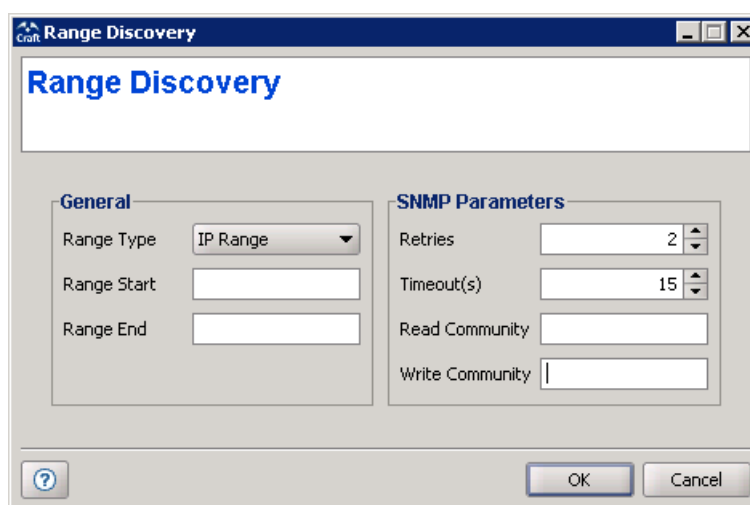 Craft Range Discovery
Range Discovery
General
Range Type IP Range
Range Start
Range End
SNMP Parameters
Retries 2
Timeout(s) 15
Read Community
Write Community
?
OK Cancel